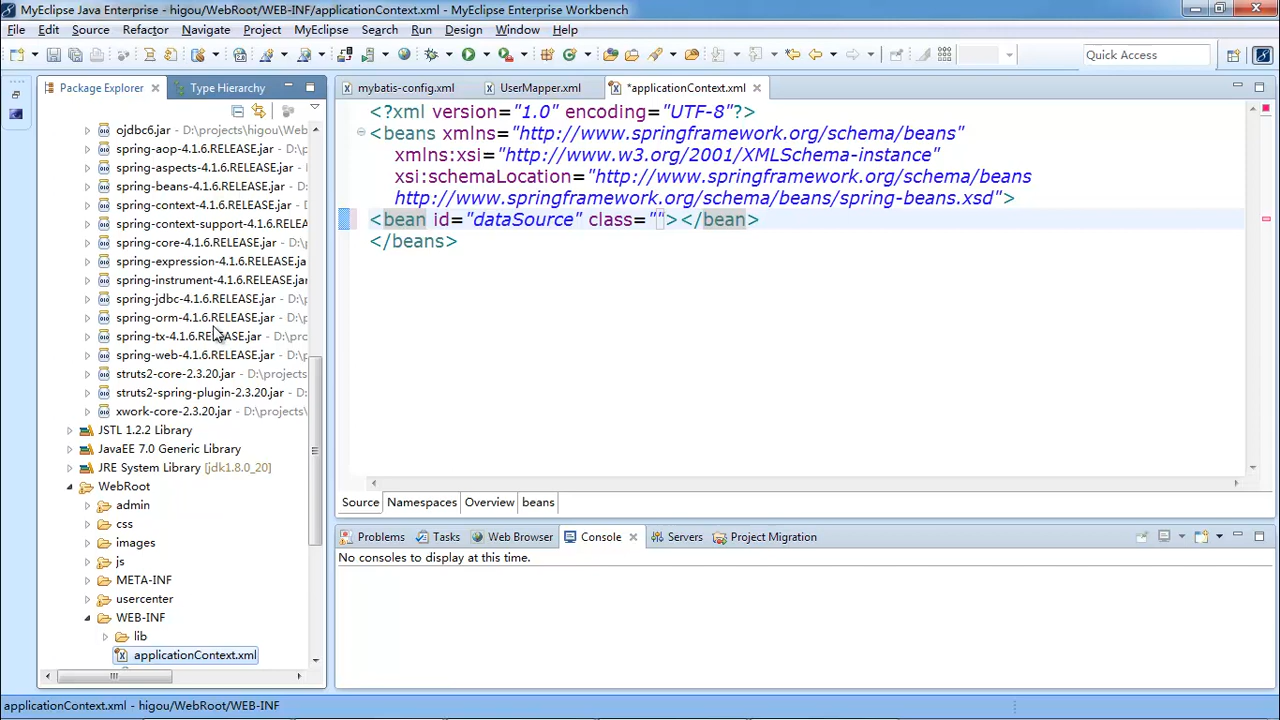 MyEclipse Java Enterprise - higou/WebRoot/WEB-INF/applicationContext.xml - MyEclipse Enterprise Workbench
File Edit Source Refactor Navigate Project MyEclipse Search Run Design Window Help
Quick Access
Package Explorer Type Hierarchy
ojdbc6.jar - D:\projects\higou\Web
spring-aop-4.1.6.RELEASE.jar
spring-aspects-4.1.6.RELEASE.jar
spring-beans-4.1.6.RELEASE.jar
spring-context-4.1.6.RELEASE.jar
spring-context-support-4.1.6.RELE
spring-core-4.1.6.RELEASE.jar
spring-expression-4.1.6.RELEASE.ja
spring-instrument-4.1.6.RELEASE.jar
spring-jdbc-4.1.6.RELEASE.jar - D:\p
spring-orm-4.1.6.RELEASE.jar - D:\p
spring-tx-4.1.6.RELEASE.jar - D:\prc
spring-web-4.1.6.RELEASE.jar - D:\p
struts2-core-2.3.20.jar - D:\projects
struts2-spring-plugin-2.3.20.jar - D:
xwork-core-2.3.20.jar - D:\projects\
JSTL 1.2.2 Library
JavaEE 7.0 Generic Library
JRE System Library [jdk1.8.0_20]
WebRoot
admin
css
images
js
META-INF
usercenter
WEB-INF
lib
applicationContext.xml
mybatis-config.xml UserMapper.xml *applicationContext.xml
<?xml version="1.0" encoding="UTF-8"?>
<beans xmlns="http://www.springframework.org/schema/beans"
xmlns:xsi="http://www.w3.org/2001/XMLSchema-instance"
xsi:schemaLocation="http://www.springframework.org/schema/beans
http://www.springframework.org/schema/beans/spring-beans.xsd">
<bean id="dataSource" class=""></bean>
</beans>
Source Namespaces Overview beans
Problems Tasks Web Browser Console Servers Project Migration
No consoles to display at this time.
applicationContext.xml - higou/WebRoot/WEB-INF